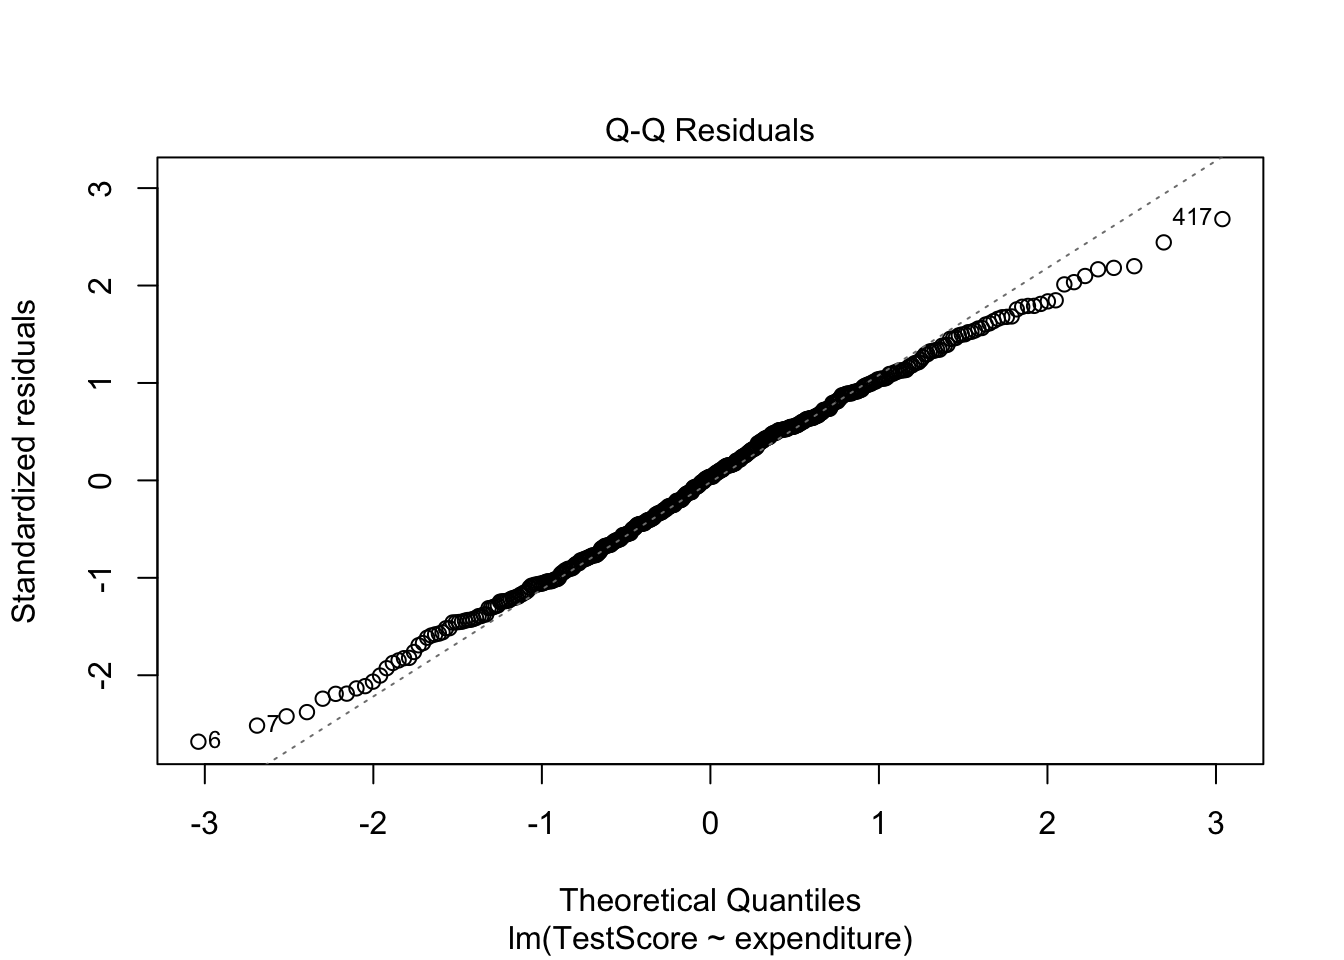 Q-Q Residuals
3
2
1
0
-1
-2
Standardized residuals
417
7
6
-3 -2 -1 0 1 2 3
Theoretical Quantiles
lm(TestScore ~ expenditure)